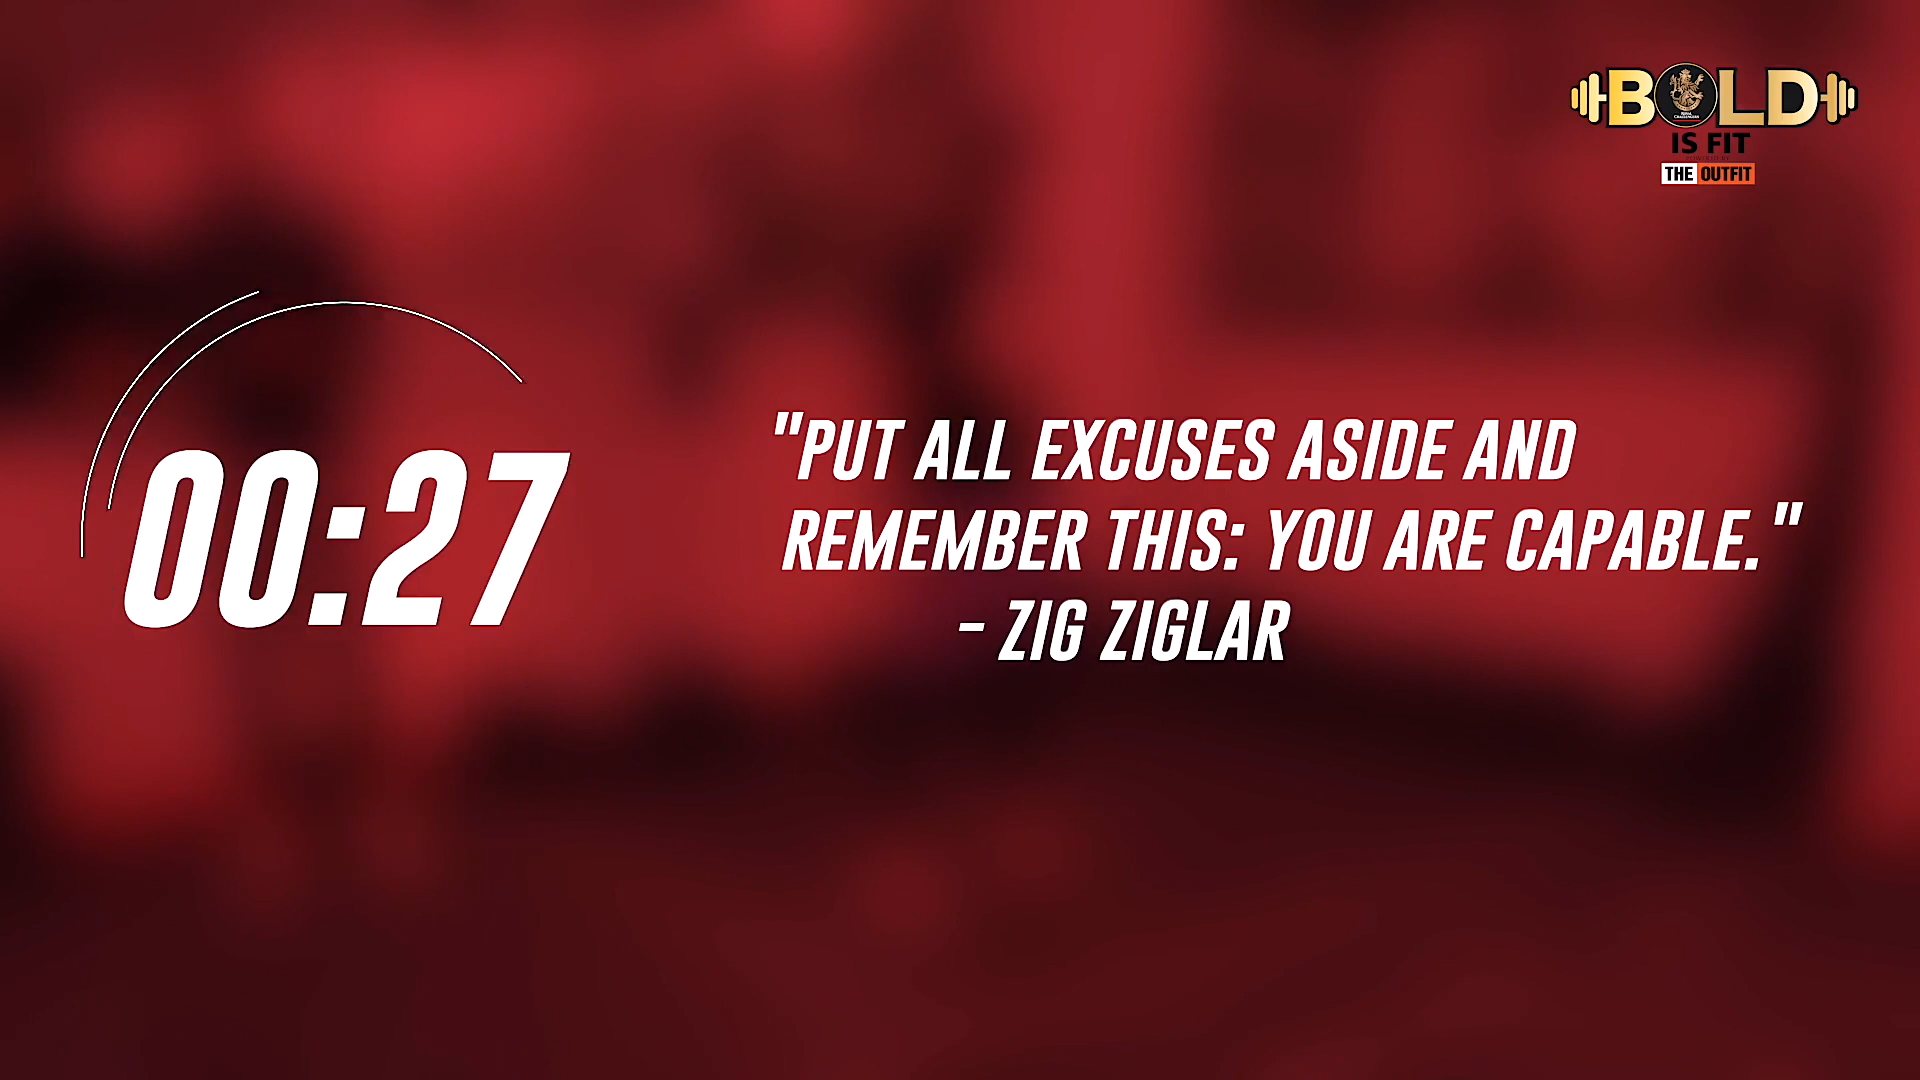 BOLD
IS FIT
THE OUTFIT
00:27
"PUT ALL EXCUSES ASIDE AND
REMEMBER THIS: YOU ARE CAPABLE."
- ZIG ZIGLAR